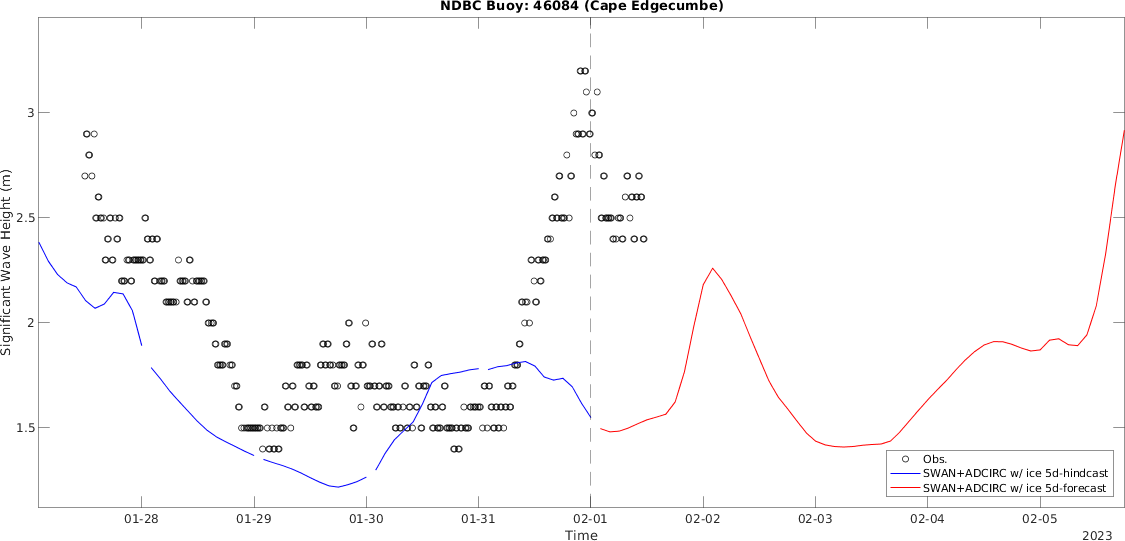 NDBC Buoy: 46084 (Cape Edgecumbe)
Significant Wave Height (m)
3
2.5
2
1.5
Obs.
SWAN+ADCIRC w/ ice 5d-hindcast
SWAN+ADCIRC w/ ice 5d-forecast
01-28 01-29 01-30 01-31 02-01 02-02 02-03 02-04 02-05
Time
2023